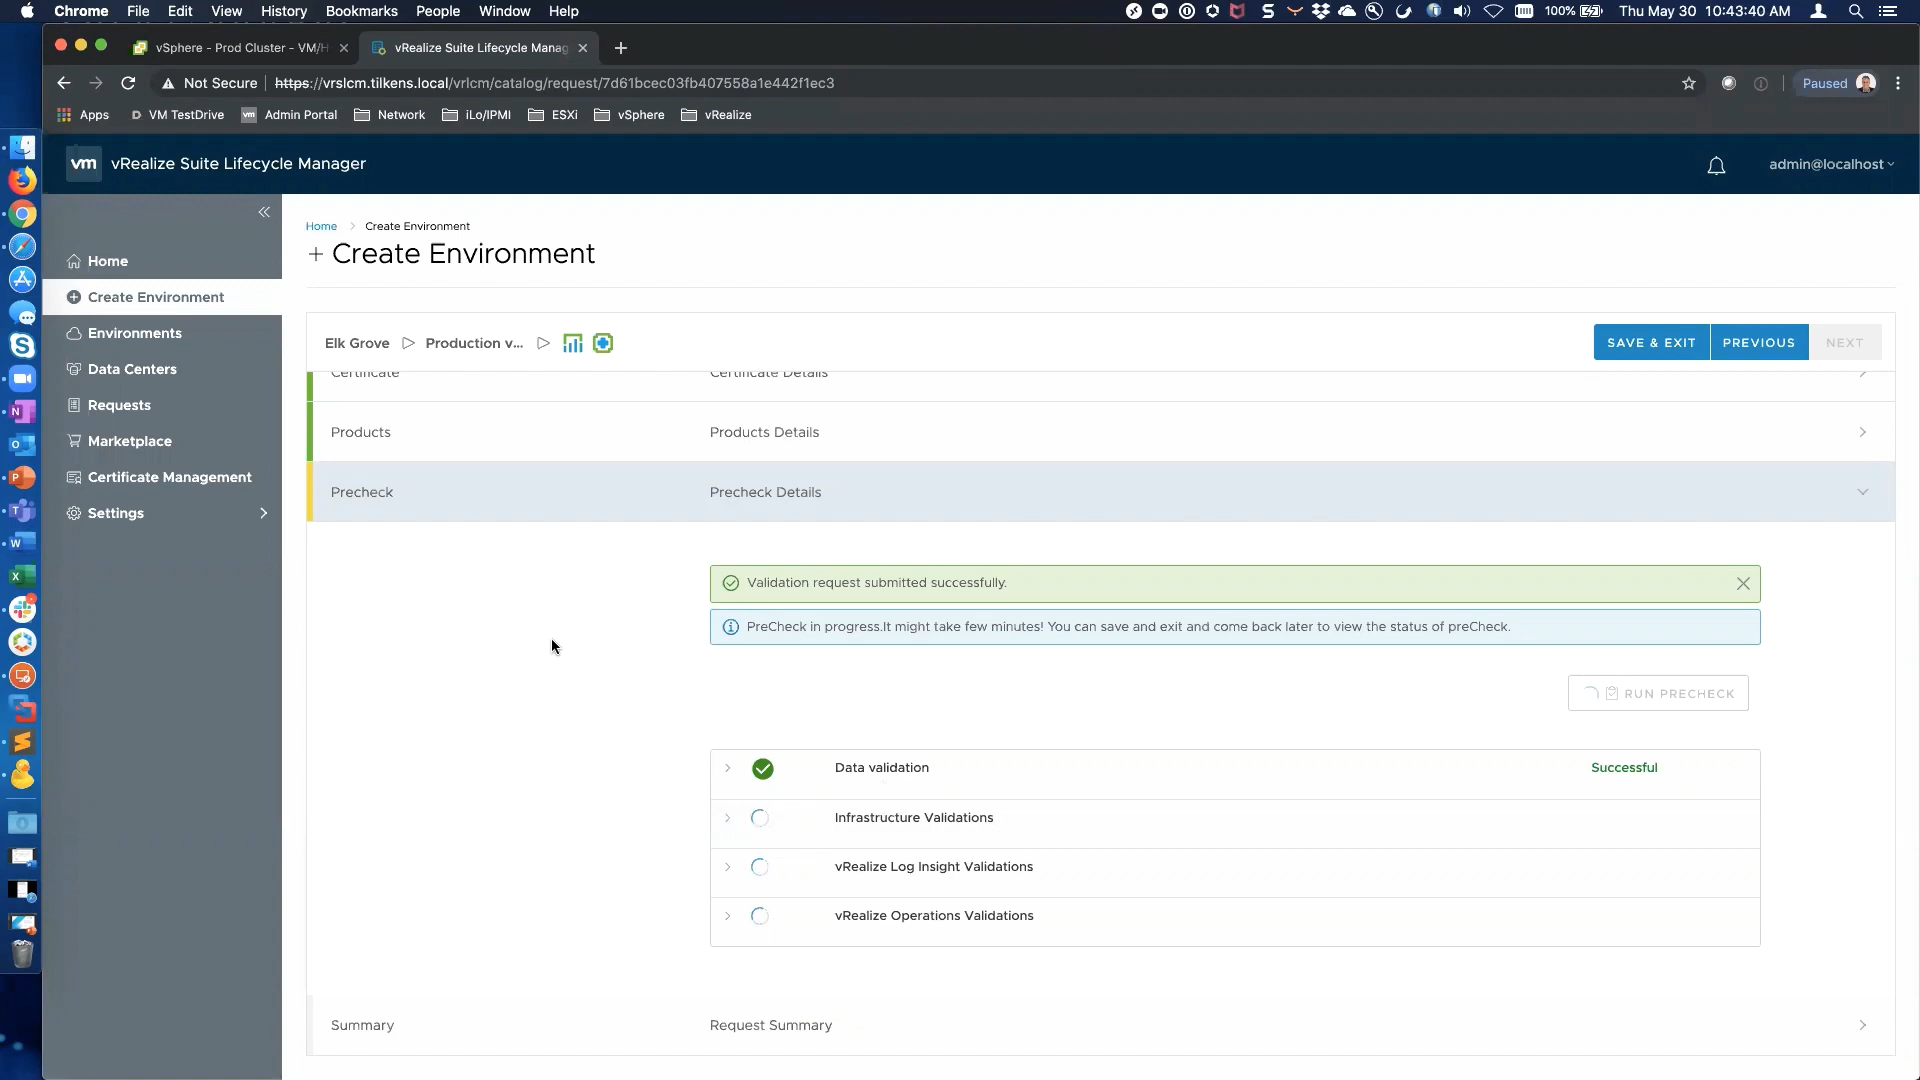 Chrome File Edit View History Bookmarks People Window Help 100% Thu May 30 10:43:40 AM
vSphere - Prod Cluster - VM/H
vRealize Suite Lifecycle Manag
Not Secure https://vrslcm.tilkens.local/vrlcm/catalog/request/7d61bcec03fb407558a1e442f1ec3
Paused
Apps VM TestDrive Admin Portal Network iLo/IPMI ESXi vSphere vRealize
vm vRealize Suite Lifecycle Manager
admin@localhost
Home
Create Environment
Environments
Data Centers
Requests
Marketplace
Certificate Management
Settings
Home Create Environment
+ Create Environment
Elk Grove Production v...
SAVE & EXIT PREVIOUS NEXT
Certificate Certificate Details
Products Products Details
Precheck Precheck Details
Validation request submitted successfully.
PreCheck in progress.It might take few minutes! You can save and exit and come back later to view the status of preCheck.
RUN PRECHECK
Data validation Successful
Infrastructure Validations
vRealize Log Insight Validations
vRealize Operations Validations
Summary Request Summary